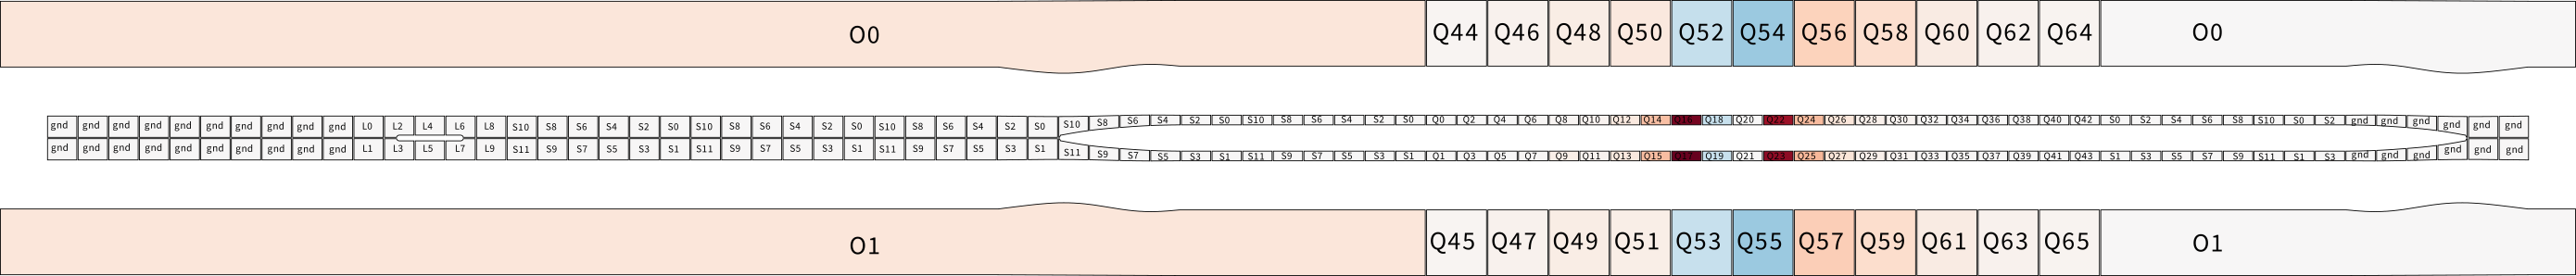 O0 Q44 Q46 Q48 Q50 Q52 Q54 Q56 Q58 Q60 Q62 Q64 O0
gnd gnd gnd gnd gnd gnd gnd gnd gnd gnd L0 L2 L4 L6 L8 S10 S8 S6 S4 S2 S0 S10 S8 S6 S4 S2 S0 S10 S8 S6 S4 S2 S0 S10 S8 S6 S4 S2 S0 S10 S8 S6 S4 S2 S0 Q0 Q2 Q4 Q6 Q8 Q10 Q12 Q14 Q16 Q18 Q20 Q22 Q24 Q26 Q28 Q30 Q32 Q34 Q36 Q38 Q40 Q42 S0 S2 S4 S6 S8 S10 S0 S2 gnd gnd gnd gnd gnd gnd
gnd gnd gnd gnd gnd gnd gnd gnd gnd gnd L1 L3 L5 L7 L9 S11 S9 S7 S5 S3 S1 S11 S9 S7 S5 S3 S1 S11 S9 S7 S5 S3 S1 S11 S9 S7 S5 S3 S1 S11 S9 S7 S5 S3 S1 Q1 Q3 Q5 Q7 Q9 Q11 Q13 Q15 Q17 Q19 Q21 Q23 Q25 Q27 Q29 Q31 Q33 Q35 Q37 Q39 Q41 Q43 S1 S3 S5 S7 S9 S11 S1 S3 gnd gnd gnd gnd gnd gnd
O1 Q45 Q47 Q49 Q51 Q53 Q55 Q57 Q59 Q61 Q63 Q65 O1